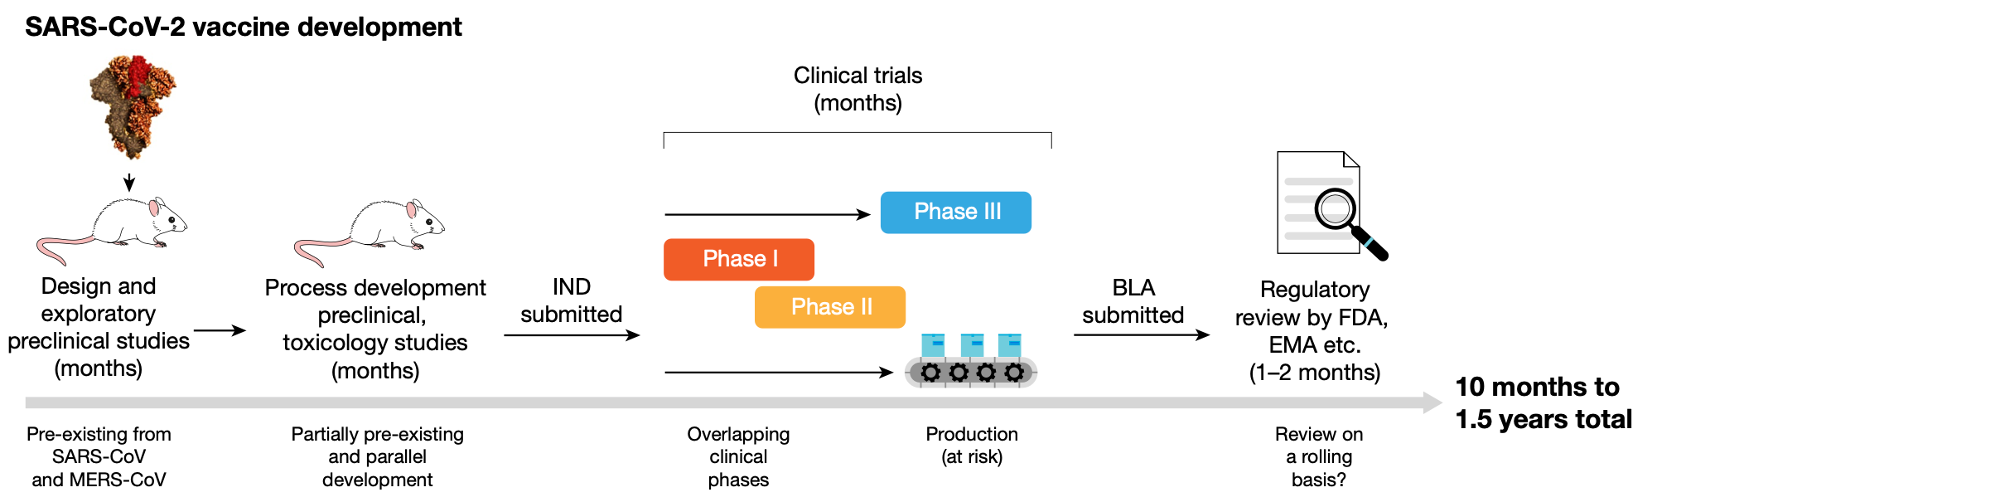 SARS-CoV-2 vaccine development
Clinical trials
(months)
Phase III
Phase I
Phase II
Design and
exploratory
preclinical studies
(months)
Process development
preclinical,
toxicology studies
(months)
IND
submitted
BLA
submitted
Regulatory
review by FDA,
EMA etc.
(1–2 months)
10 months to
1.5 years total
Pre-existing from
SARS-CoV
and MERS-CoV
Partially pre-existing
and parallel
development
Overlapping
clinical
phases
Production
(at risk)
Review on
a rolling
basis?